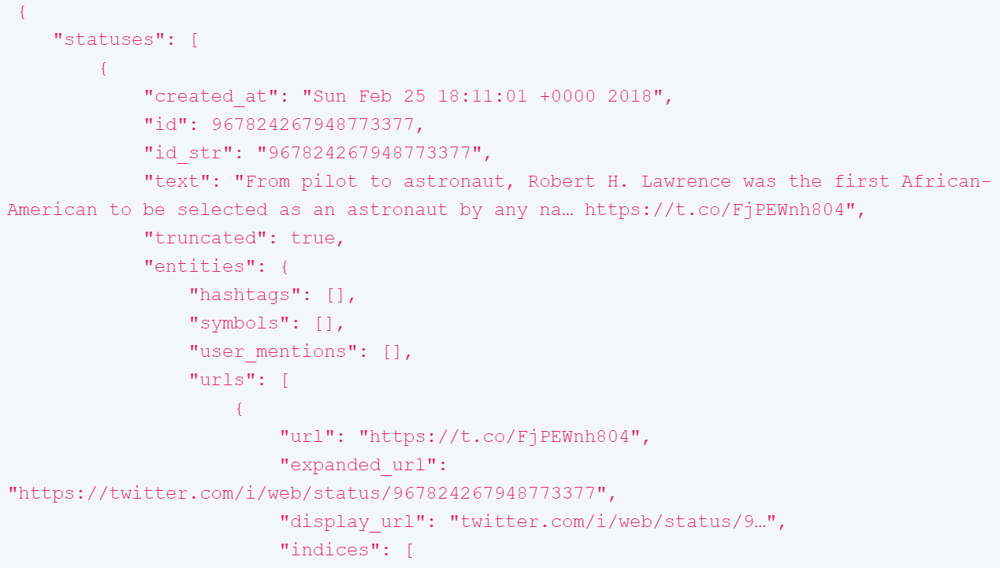 {
"statuses": [
{
"created_at": "Sun Feb 25 18:11:01 +0000 2018",
"id": 967824267948773377,
"id_str": "967824267948773377",
"text": "From pilot to astronaut, Robert H. Lawrence was the first African-
American to be selected as an astronaut by any na… https://t.co/FjPEWnh804",
"truncated": true,
"entities": {
"hashtags": [],
"symbols": [],
"user_mentions": [],
"urls": [
{
"url": "https://t.co/FjPEWnh804",
"expanded_url":
"https://twitter.com/i/web/status/967824267948773377",
"display_url": "twitter.com/i/web/status/9…",
"indices": [